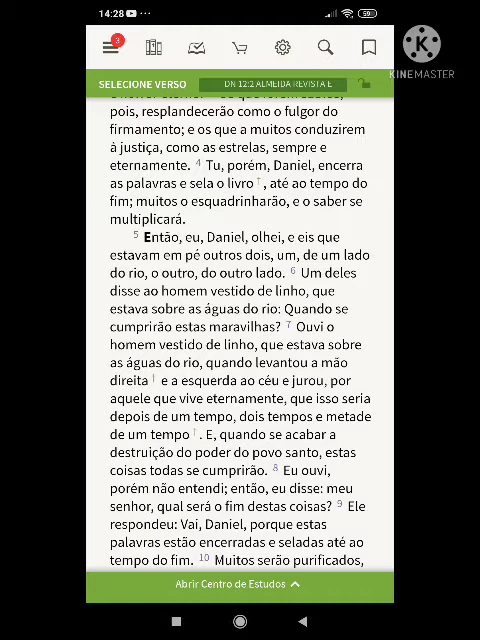 14:28
59
3
KINEMASTER
SELECIONE VERSO
DN 12:2 ALMEIDA REVISTA E
pois, resplandecerão como o fulgor do
firmamento; e os que a muitos conduzirem
à justiça, como as estrelas, sempre e
eternamente. 4 Tu, porém, Daniel, encerra
as palavras e sela o livro, até ao tempo do
fim; muitos o esquadrinharão, e o saber se
multiplicará.
5 Então, eu, Daniel, olhei, e eis que
estavam em pé outros dois, um, de um lado
do rio, o outro, do outro lado. 6 Um deles
disse ao homem vestido de linho, que
estava sobre as águas do rio: Quando se
cumprirão estas maravilhas? 7 Ouvi o
homem vestido de linho, que estava sobre
as águas do rio, quando levantou a mão
direita e a esquerda ao céu e jurou, por
aquele que vive eternamente, que isso seria
depois de um tempo, dois tempos e metade
de um tempo. E, quando se acabar a
destruição do poder do povo santo, estas
coisas todas se cumprirão. 8 Eu ouvi,
porém não entendi; então, eu disse: meu
senhor, qual será o fim destas coisas? 9 Ele
respondeu: Vai, Daniel, porque estas
palavras estão encerradas e seladas até ao
tempo do fim. 10 Muitos serão purificados,
Abrir Centro de Estudos